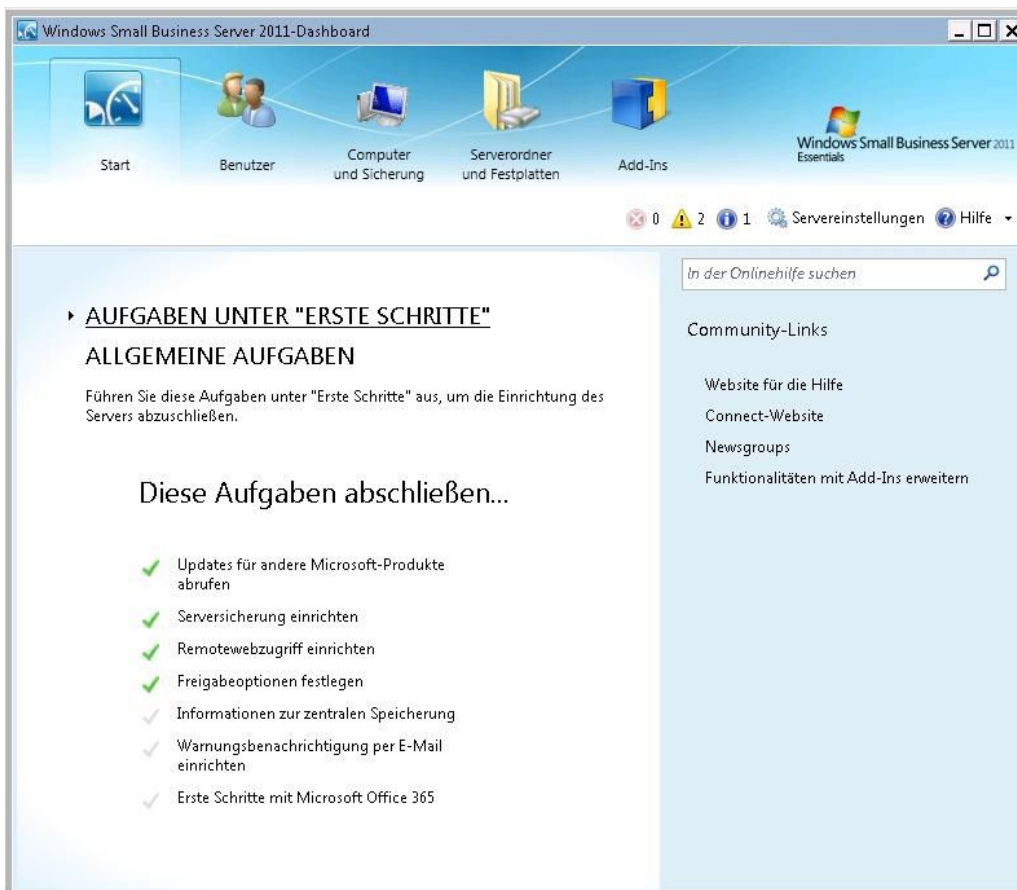 Windows Small Business Server 2011-Dashboard
Start
Benutzer
Computer
und Sicherung
Serverordner
und Festplatten
Add-Ins
Windows Small Business Server 2011
Essentials
0 2 1 Servereinstellungen Hilfe
In der Onlinehilfe suchen
AUFGABEN UNTER "ERSTE SCHRITTE"
ALLGEMEINE AUFGABEN
Führen Sie diese Aufgaben unter "Erste Schritte" aus, um die Einrichtung des
Servers abzuschließen.
Diese Aufgaben abschließen...
Updates für andere Microsoft-Produkte
abrufen
Serversicherung einrichten
Remotewebzugriff einrichten
Freigabeoptionen festlegen
Informationen zur zentralen Speicherung
Warnungsbenachrichtigung per E-Mail
einrichten
Erste Schritte mit Microsoft Office 365
Community-Links
Website für die Hilfe
Connect-Website
Newsgroups
Funktionalitäten mit Add-Ins erweitern